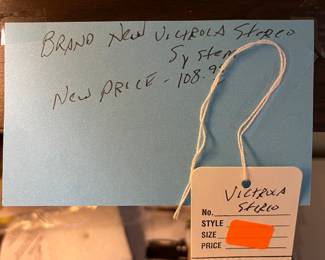 BRAND NEW VICTROLA STEREO
SYSTEM
NEW PRICE - 108.9
VICTROLA
No. STEREO
STYLE
SIZE
PRICE